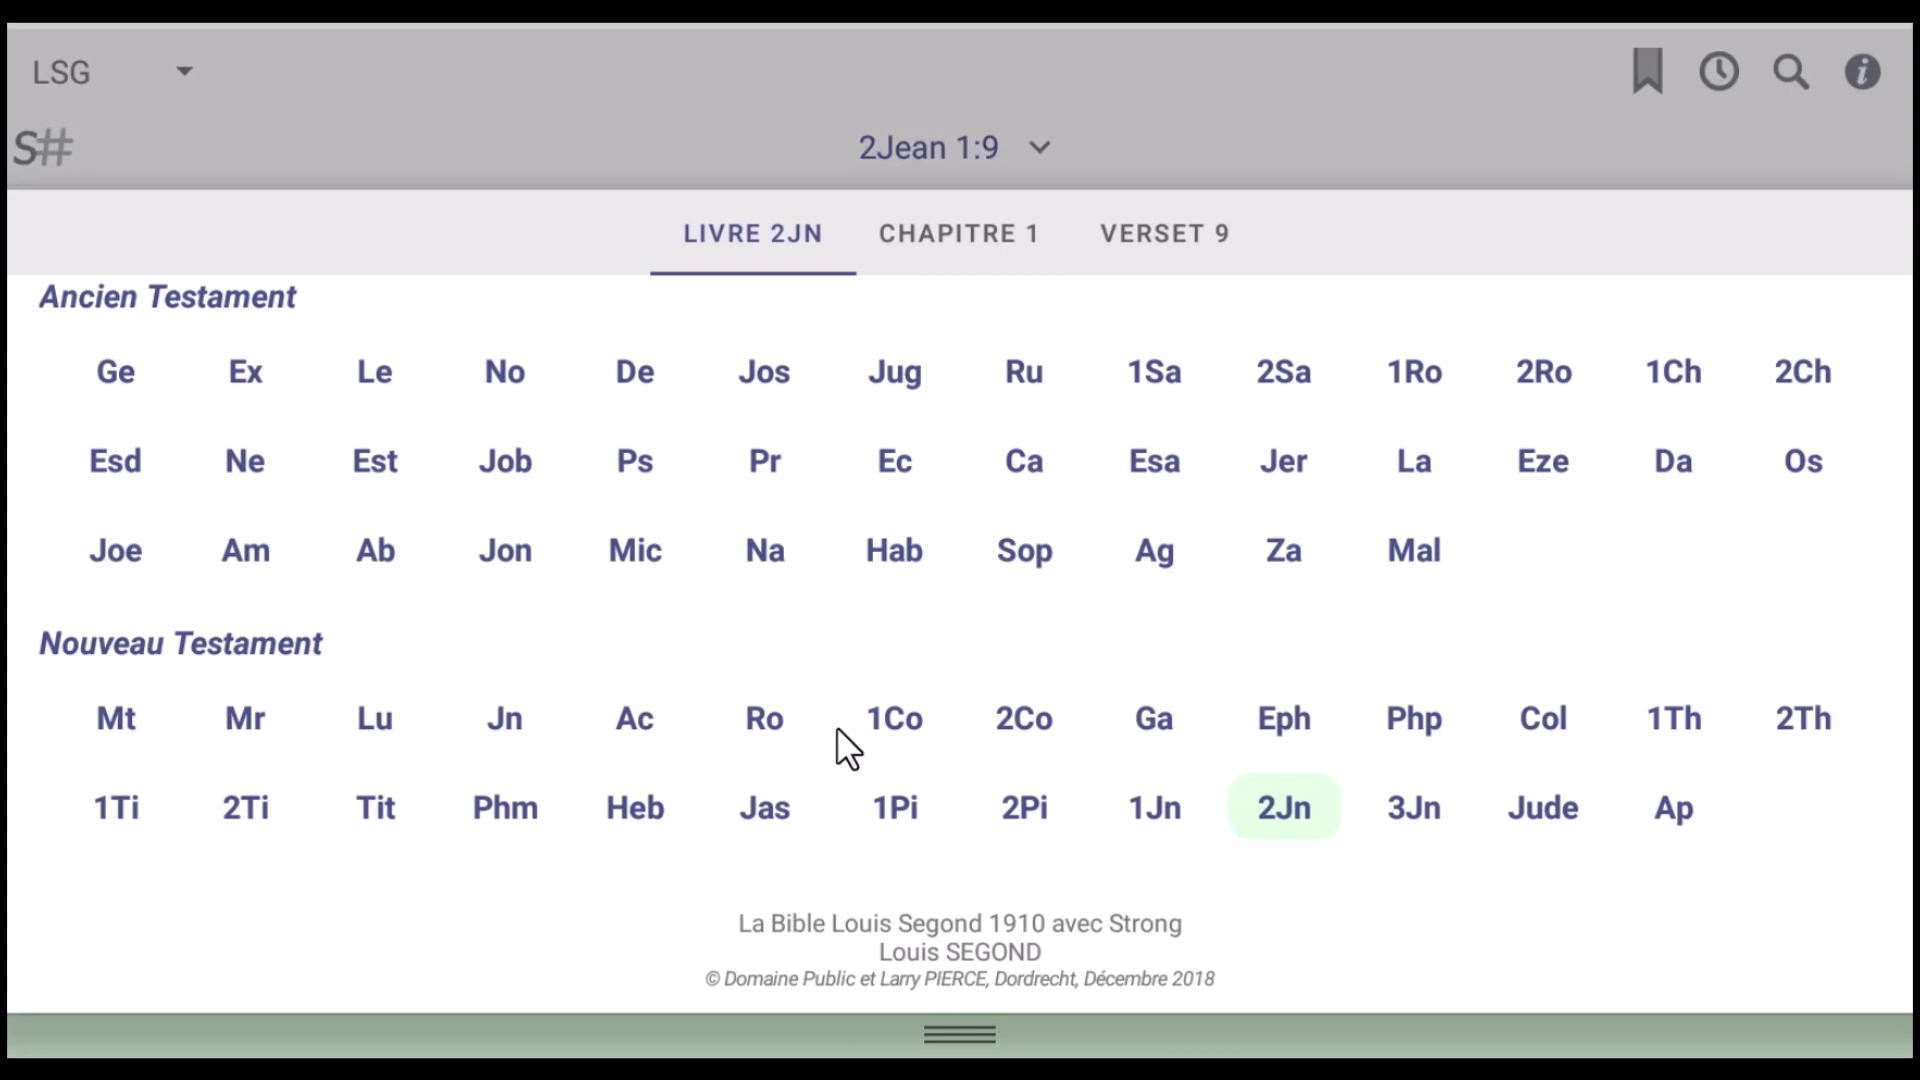 LSG
S#
2Jean 1:9
LIVRE 2JN CHAPITRE 1 VERSET 9
Ancien Testament
Ge Ex Le No De Jos Jug Ru 1Sa 2Sa 1Ro 2Ro 1Ch 2Ch
Esd Ne Est Job Ps Pr Ec Ca Esa Jer La Eze Da Os
Joe Am Ab Jon Mic Na Hab Sop Ag Za Mal
Nouveau Testament
Mt Mr Lu Jn Ac Ro 1Co 2Co Ga Eph Php Col 1Th 2Th
1Ti 2Ti Tit Phm Heb Jas 1Pi 2Pi 1Jn 2Jn 3Jn Jude Ap
La Bible Louis Segond 1910 avec Strong
Louis SEGOND
© Domaine Public et Larry PIERCE, Dordrecht, Décembre 2018